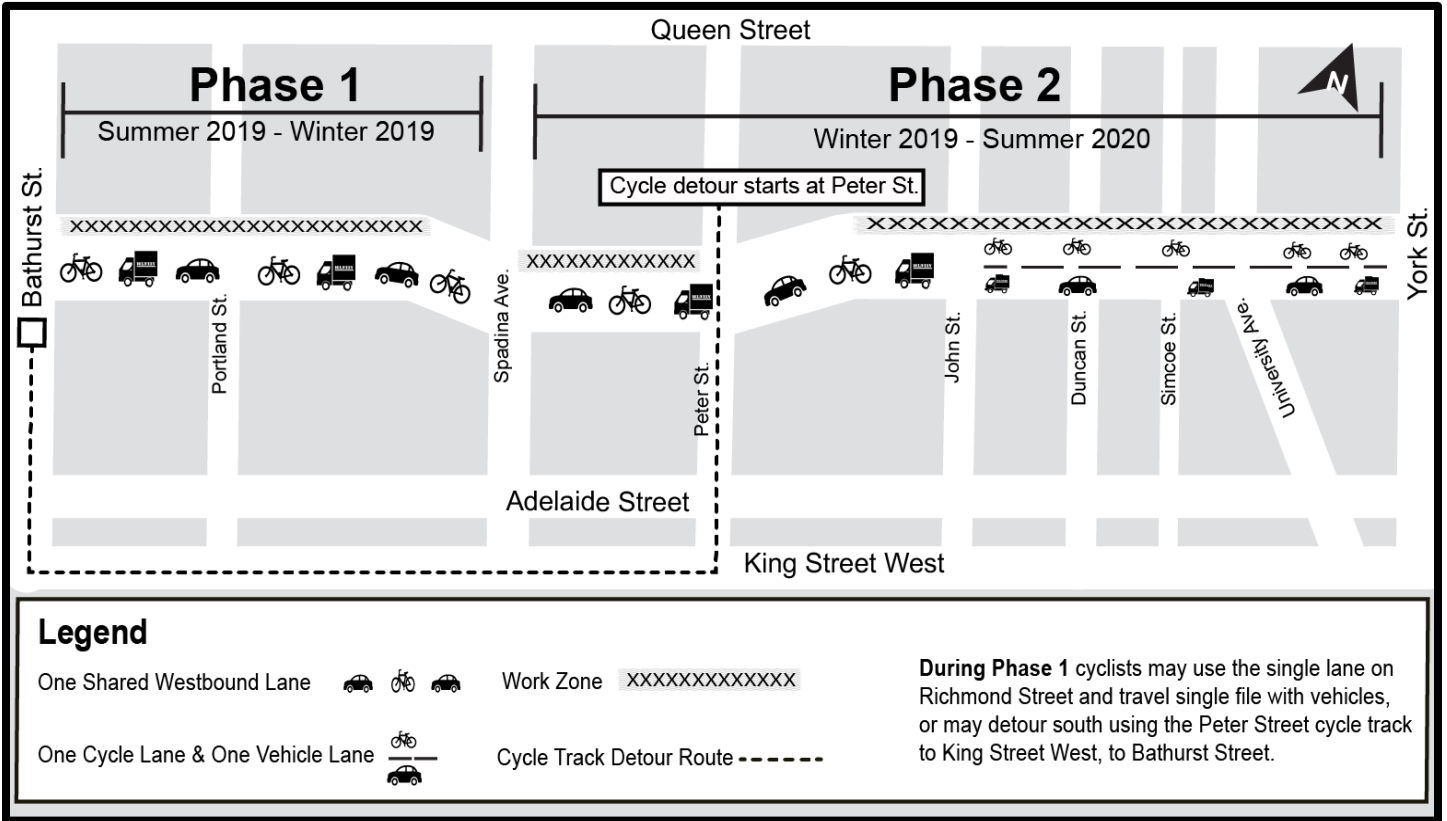 Queen Street
Phase 1
Summer 2019 - Winter 2019
Phase 2
Winter 2019 - Summer 2020
N
Cycle detour starts at Peter St.
Bathurst St.
York St.
XXXXXXXXXXXXXXXXXXXXXXX
XXXXXXXXXXXXX
XXXXXXXXXXXXXXXXXXXXXXX
Portland St.
Spadina Ave.
Peter St.
John St.
Duncan St.
Simcoe St.
University Ave.
Adelaide Street
King Street West
Legend
One Shared Westbound Lane
Work Zone
XXXXXXXXXXXXX
One Cycle Lane & One Vehicle Lane
Cycle Track Detour Route
During Phase 1 cyclists may use the single lane on
Richmond Street and travel single file with vehicles,
or may detour south using the Peter Street cycle track
to King Street West, to Bathurst Street.